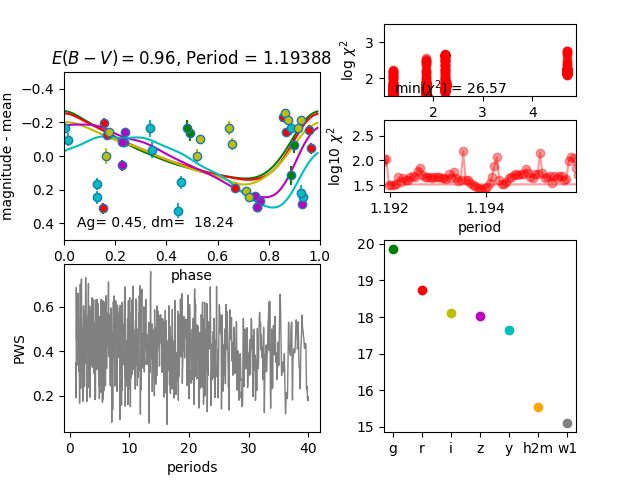 E(B − V) = 0.96, Period = 1.19388
magnitude - mean
−0.4
−0.2
0.0
0.2
0.4
Ag= 0.45, dm=  18.24
0.0 0.2 0.4 0.6 0.8 1.0
phase
log χ²
3
2
min(χ²) = 26.57
2 3 4
log10 χ²
2.5
2.0
1.5
1.192 1.194
period
PWS
0.6
0.4
0.2
0 10 20 30 40
periods
20
19
18
17
16
15
g r i z y h2m w1